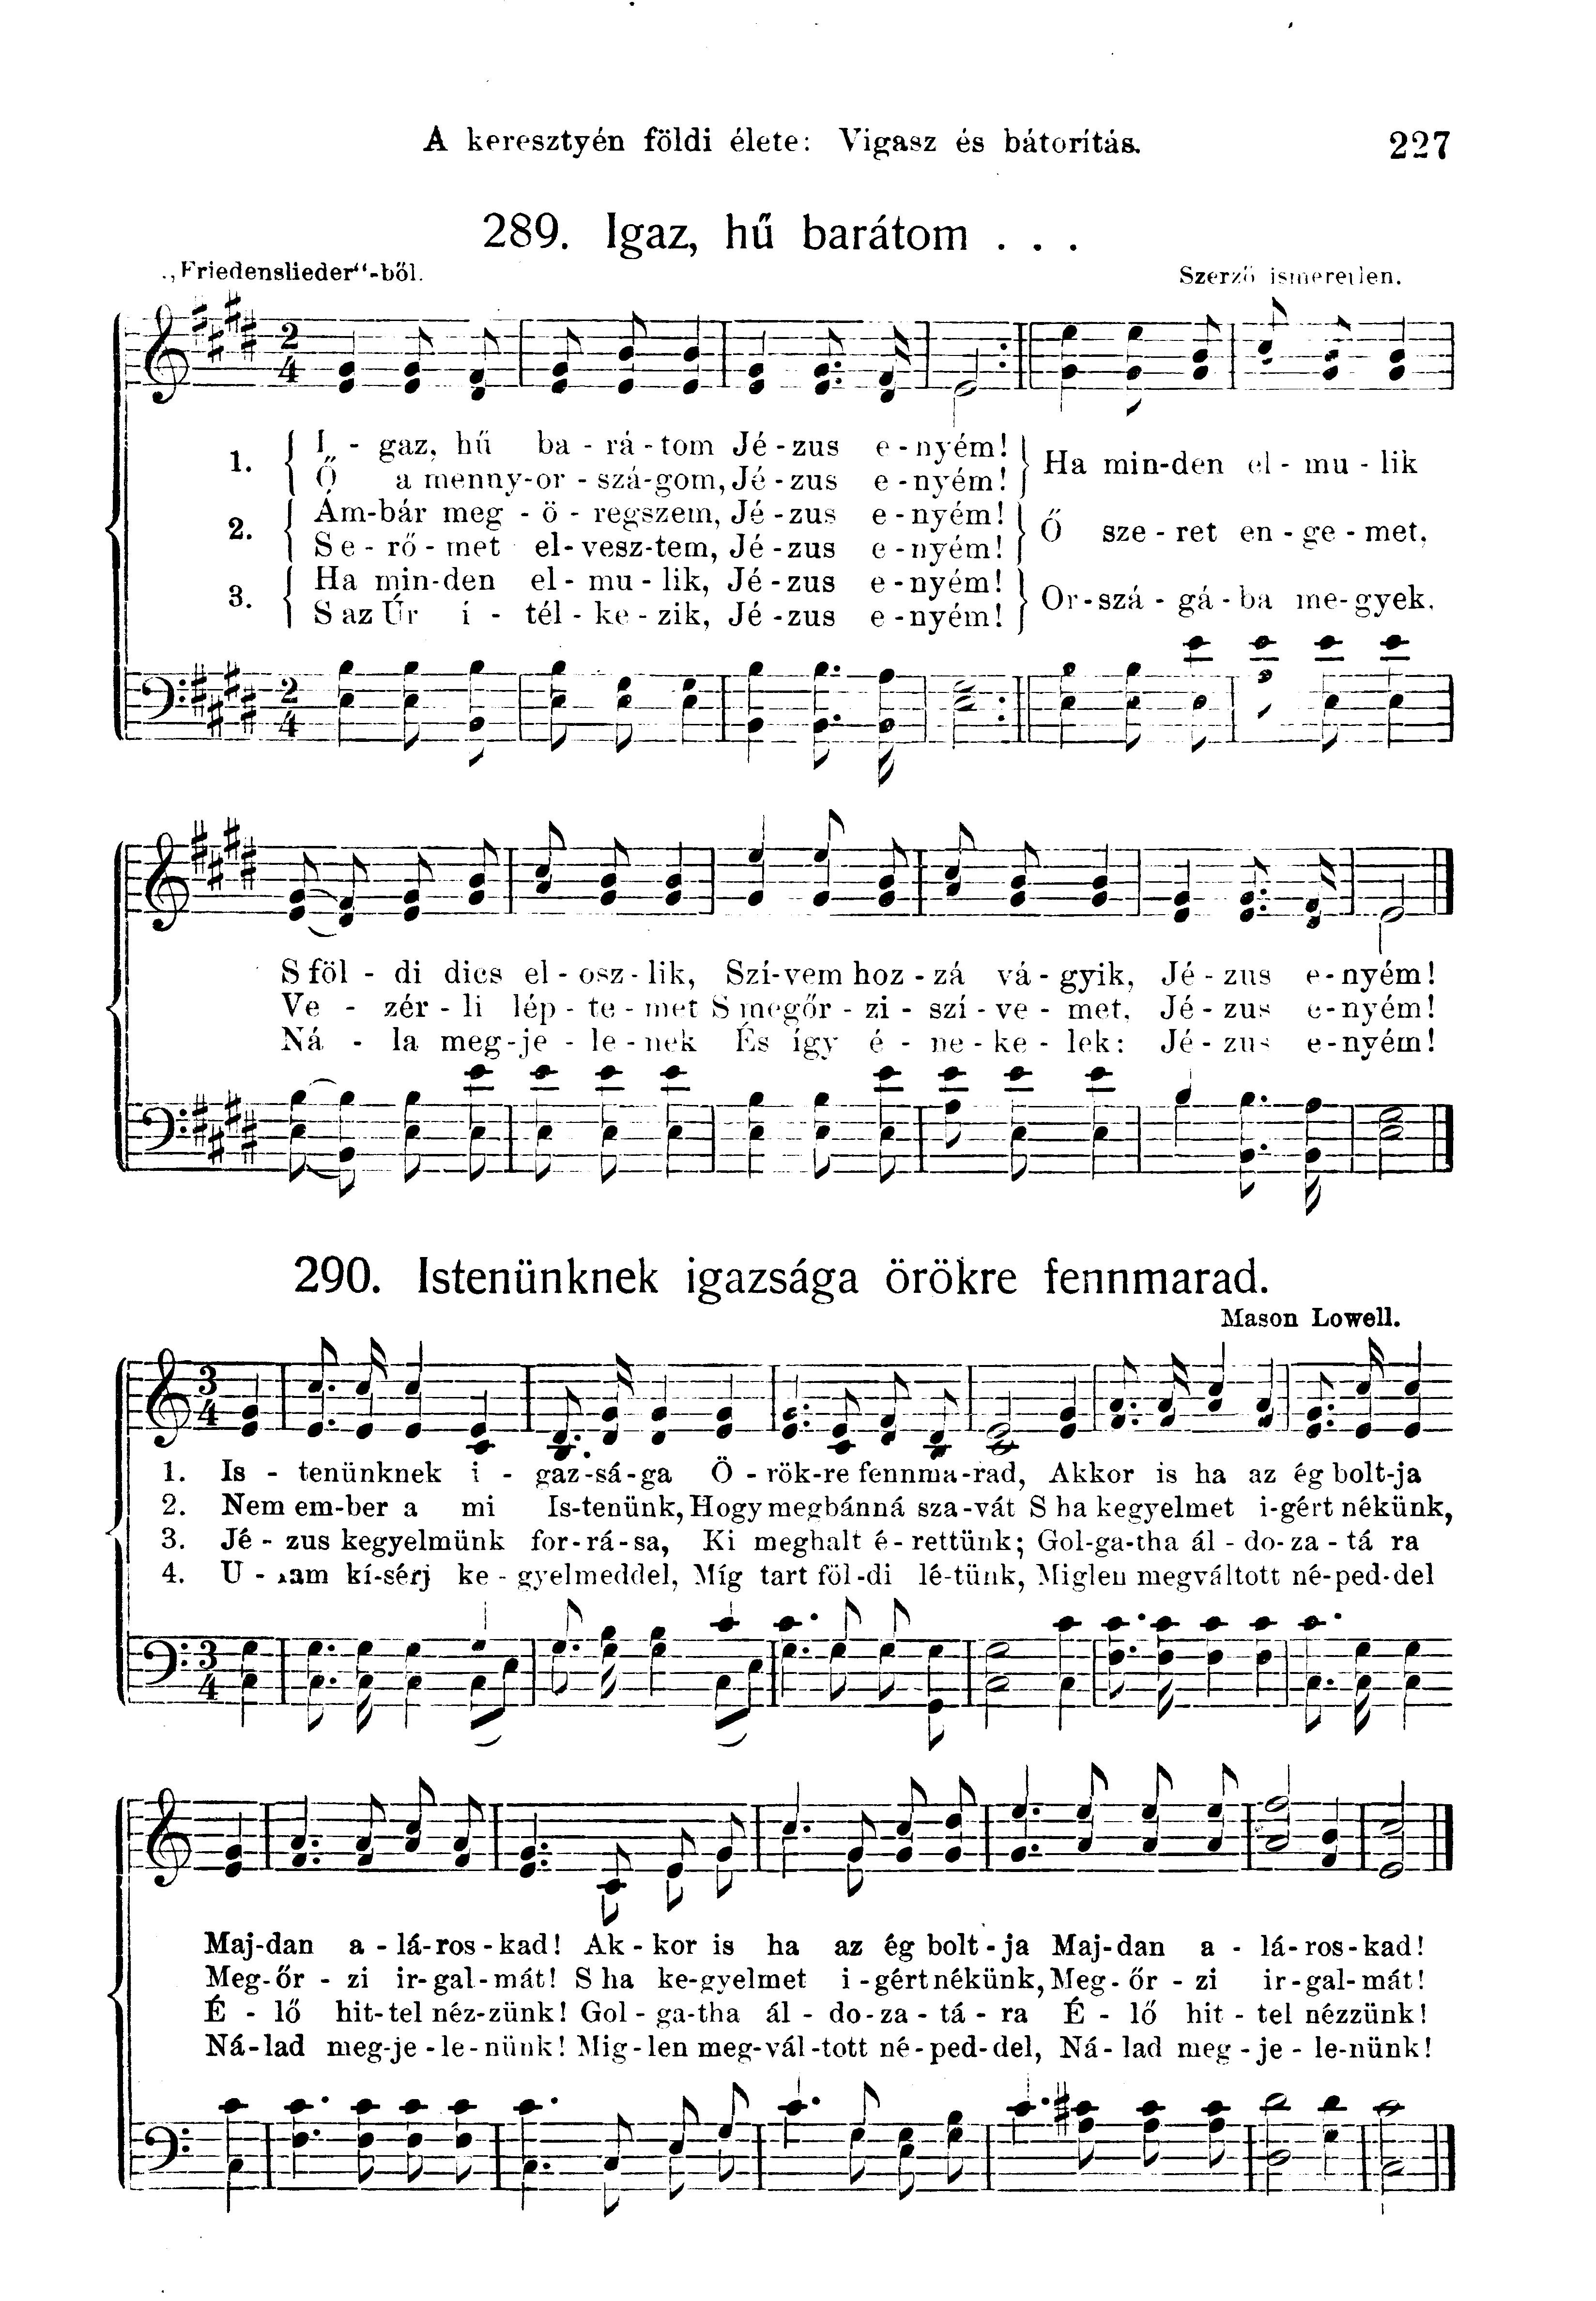 A keresztyén földi élete: Vigasz és bátorítás. 227
289. Igaz, hű barátom . . .
„Friedenslieder“-ből. Szerző ismeretlen.
2/4
I - gaz, hű ba - rá - tom Jé - zus e - nyém!
1. Ha min-den el - mu - lik
Ő a menny-or - szá-gom, Jé - zus e - nyém!
Ám-bár meg - ö - regszem, Jé - zus e - nyém!
2. Ő sze - ret en - ge - met,
S e - rő - met el - vesz-tem, Jé - zus e - nyém!
Ha min-den el - mu - lik, Jé - zus e - nyém!
3. Or - szá - gá - ba me-gyek.
S az Úr í - tél - ke - zik, Jé - zus e - nyém!
2/4
S föl - di dics el - osz - lik, Szí-vem hoz - zá vá - gyik, Jé - zus e - nyém!
Ve - zér - li lép - te - met S megőr - zi - szí - ve - met, Jé - zus e - nyém!
Ná - la meg-je - le - nek És így é - ne - ke - lek: Jé - zus e - nyém!
290. Istenünknek igazsága örökre fennmarad.
Mason Lowell.
3/4
1. Is - tenünknek i - gaz-sá-ga Ö - rök-re fennma-rad, Akkor is ha az ég bolt-ja
2. Nem em-ber a mi Is-tenünk, Hogy megbánná sza-vát S ha kegyelmet i-gért nékünk,
3. Jé - zus kegyelmünk for-rá-sa, Ki meghalt é-rettünk; Gol-ga-tha ál - do-za - tá ra
4. U - ram kí-sérj ke - gyelmeddel, Míg tart föl-di lé-tünk, Miglen megváltott né-ped-del
3/4
Maj-dan a - lá-ros-kad! Ak - kor is ha az ég bolt - ja Maj-dan a - lá-ros-kad!
Meg-őr - zi ir-gal-mát! S ha ke-gyelmet i - gért nékünk, Meg - őr - zi ir-gal-mát!
É - lő hit-tel néz-zünk! Gol - ga-tha ál - do-za - tá - ra É - lő hit - tel nézzünk!
Ná-lad meg-je - le-nünk! Mig-len meg-vál-tott né-ped-del, Ná-lad meg - je - le-nünk!